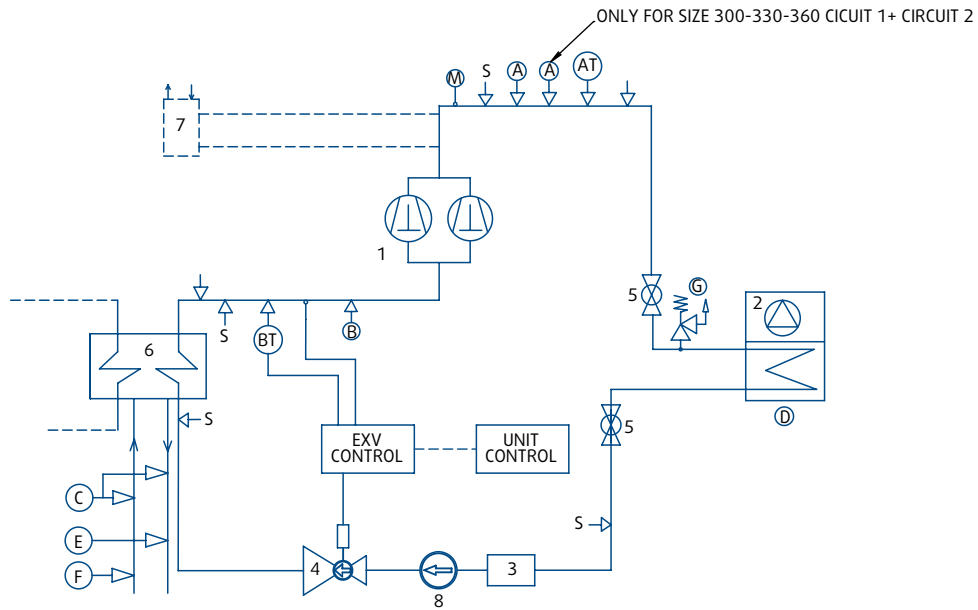 ONLY FOR SIZE 300-330-360 CICUIT 1+ CIRCUIT 2
M
S
A
A
AT
7
1
5
G
2
S
BT
B
6
S
D
5
EXV
CONTROL
UNIT
CONTROL
C
S
E
F
4
3
8